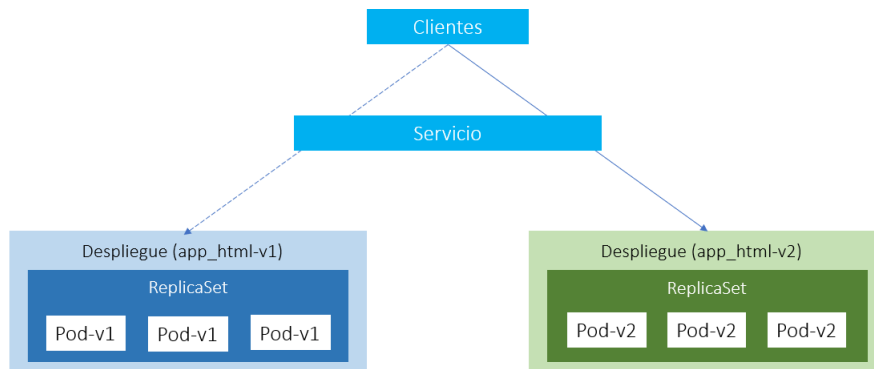 Clientes
Servicio
Despliegue (app_html-v1)
ReplicaSet
Pod-v1
Pod-v1
Pod-v1
Despliegue (app_html-v2)
ReplicaSet
Pod-v2
Pod-v2
Pod-v2